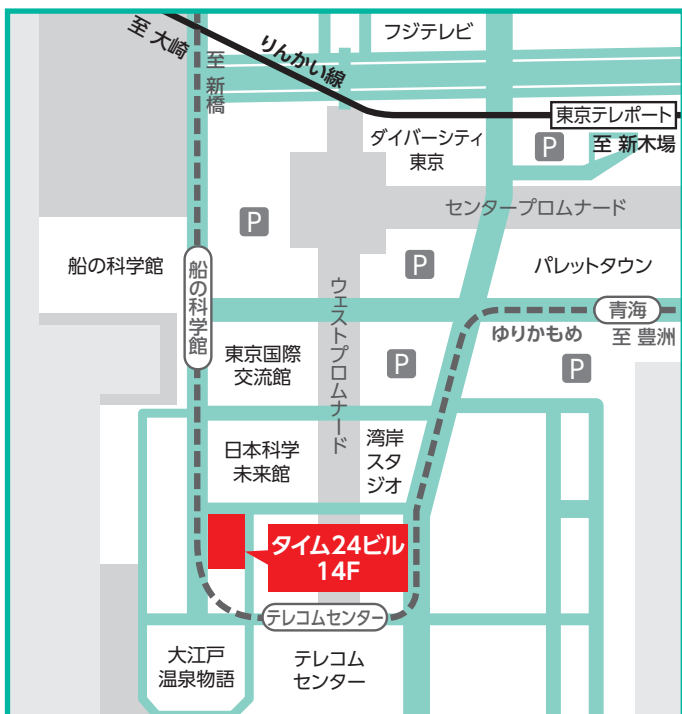 フジテレビ
至 大崎
りんかい線
至 新橋
東京テレポート
ダイバーシティ
東京
P
至 新木場
センタープロムナード
P
船の科学館
船の科学館
P
パレットタウン
ウェストプロムナード
青海
ゆりかもめ
至 豊洲
東京国際
交流館
P
P
日本科学
未来館
湾岸
スタ
ジオ
タイム24ビル
14F
テレコムセンター
大江戸
温泉物語
テレコム
センター